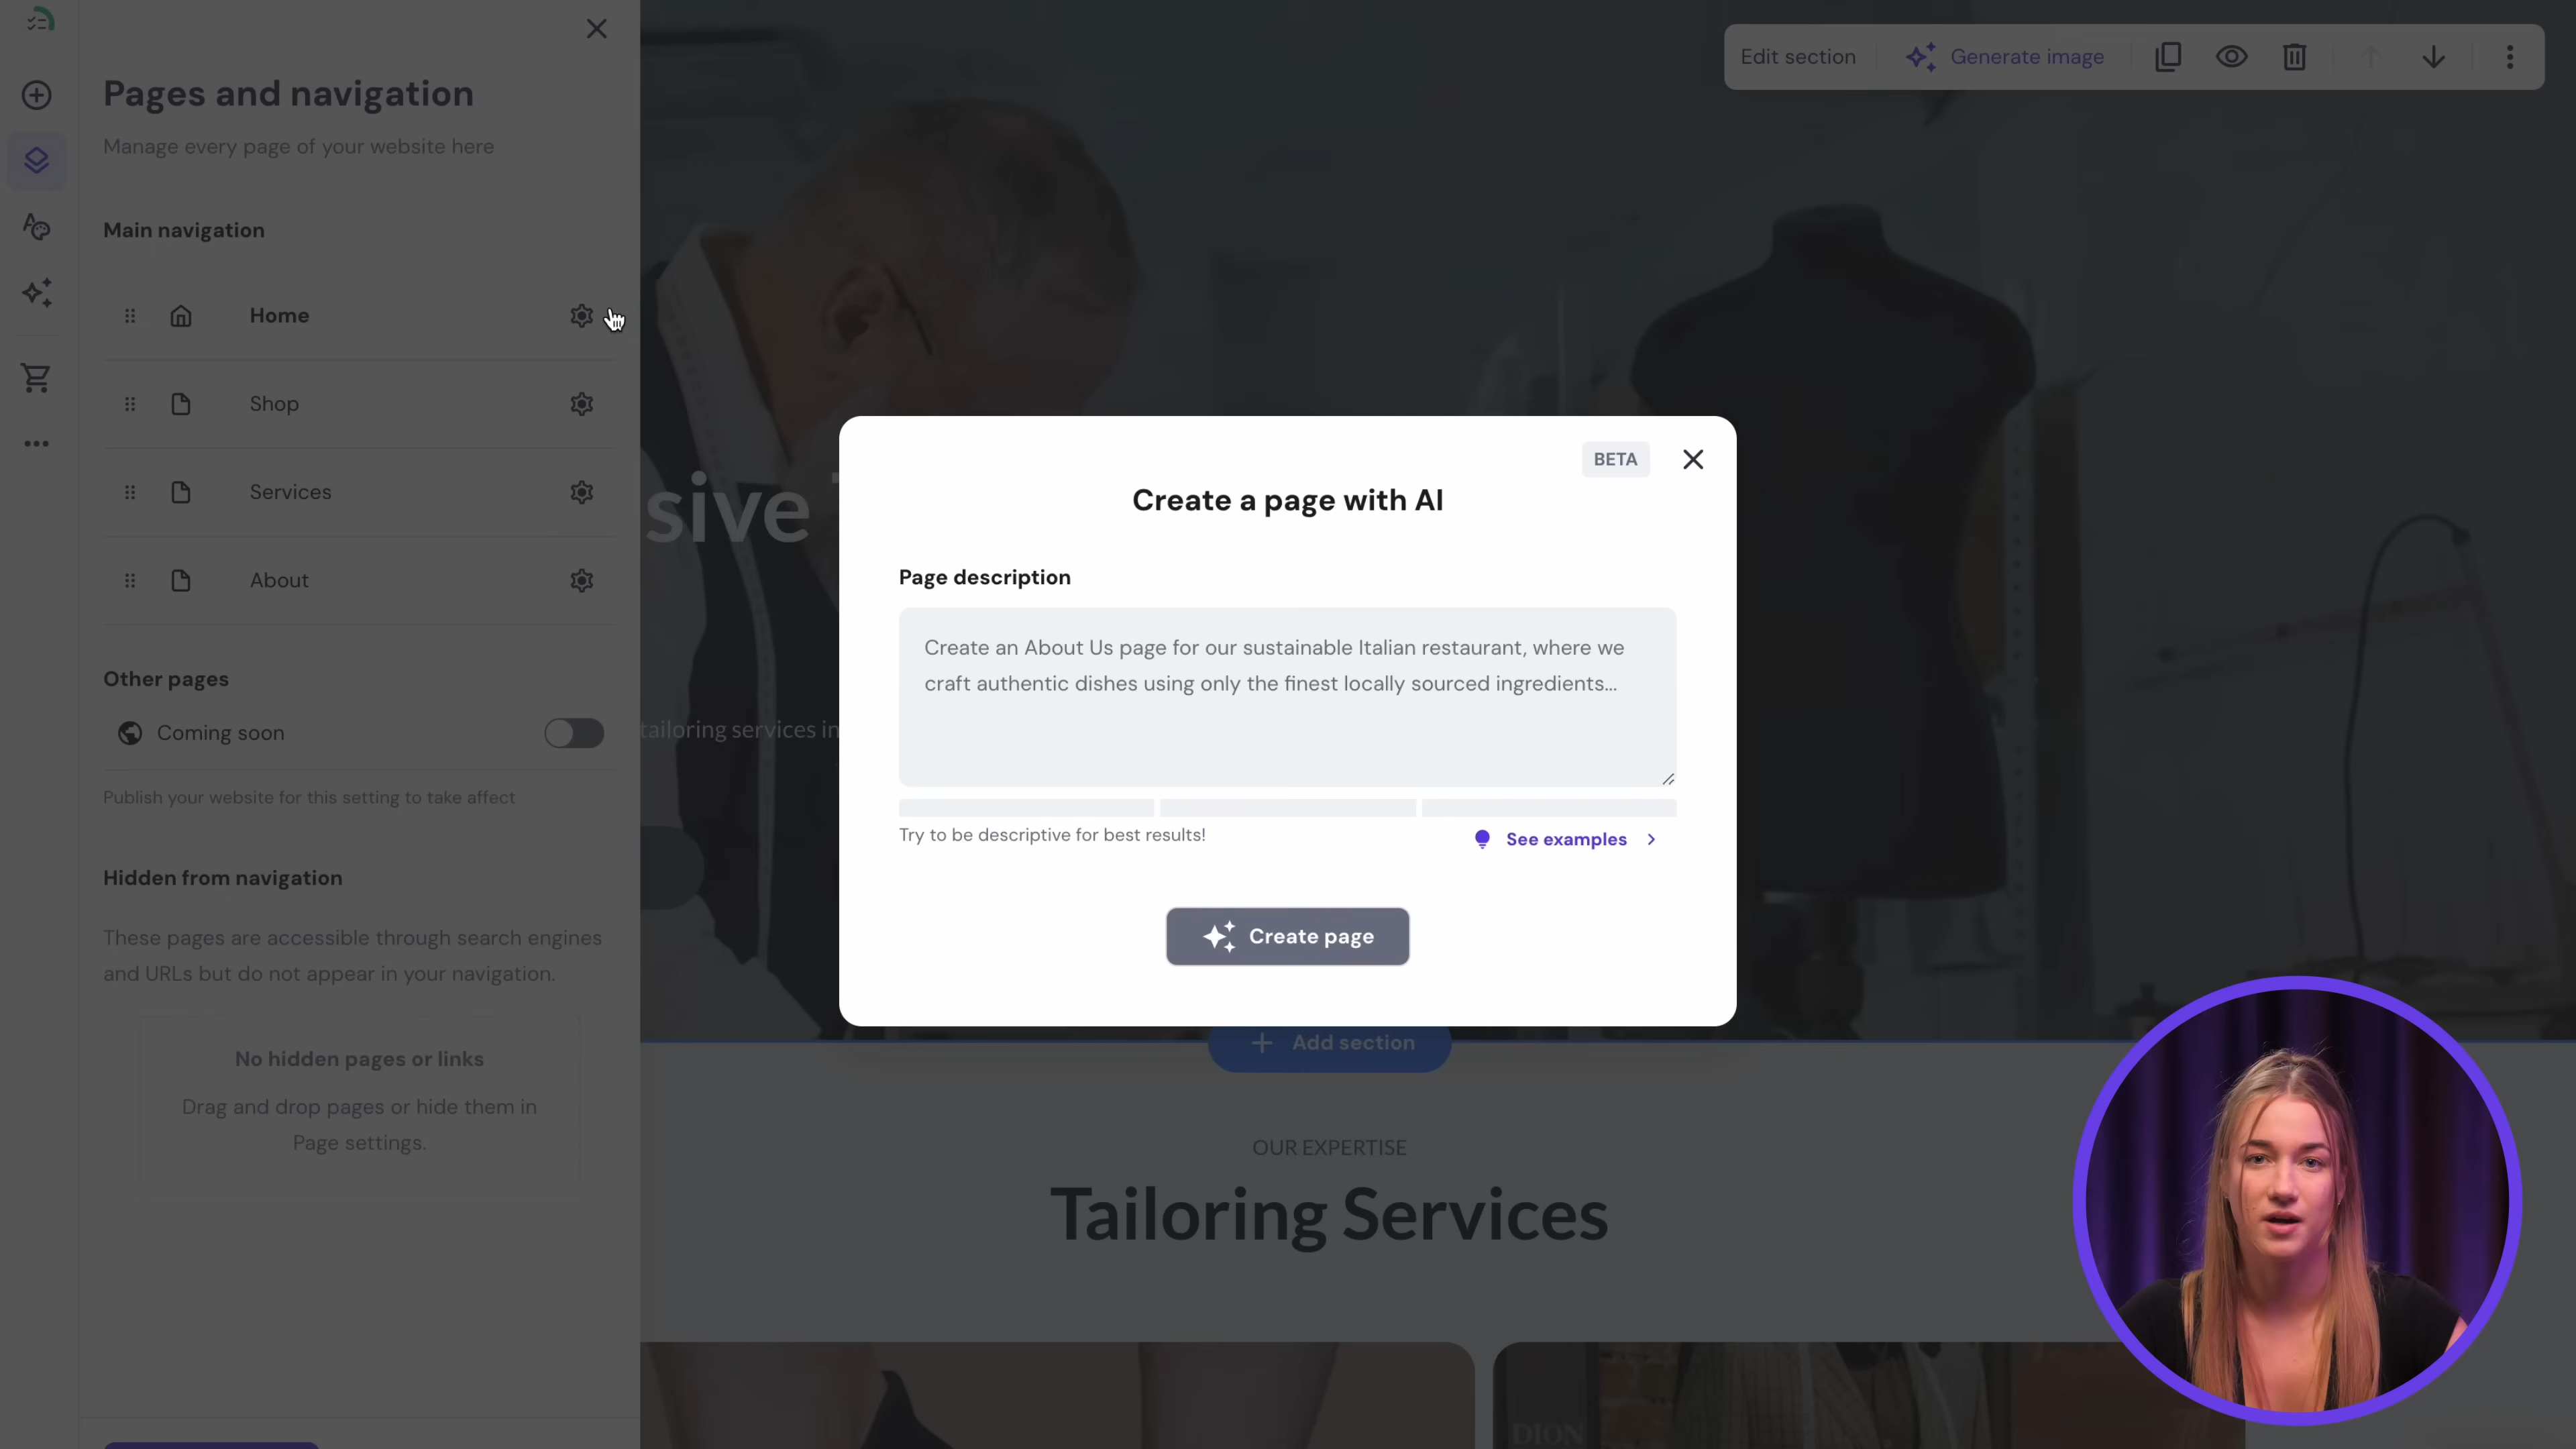 Pages and navigation
Manage every page of your website here
Main navigation
Home
Shop
Services
About
Other pages
Coming soon
Publish your website for this setting to take affect
Hidden from navigation
These pages are accessible through search engines
and URLs but do not appear in your navigation.
No hidden pages or links
Drag and drop pages or hide them in
Page settings.
Edit section
Generate image
sive
tailoring services in
BETA
Create a page with AI
Page description
Create an About Us page for our sustainable Italian restaurant, where we
craft authentic dishes using only the finest locally sourced ingredients...
Try to be descriptive for best results!
See examples
Create page
Add section
OUR EXPERTISE
Tailoring Services
DION